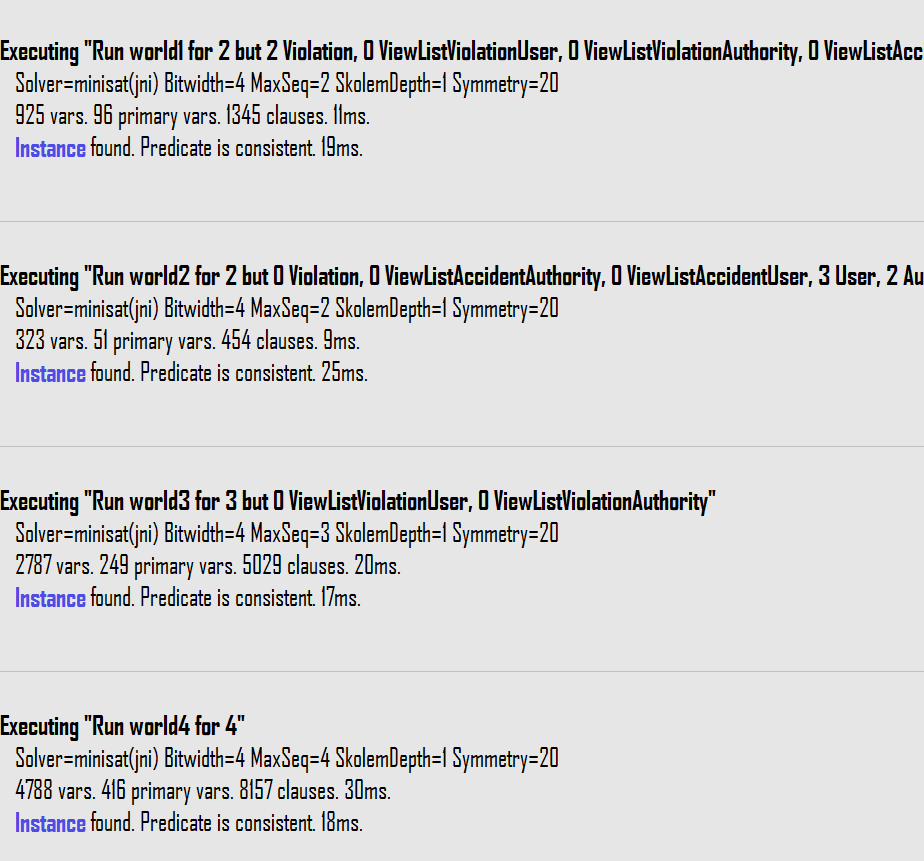 Executing "Run world1 for 2 but 2 Violation, 0 ViewListViolationUser, 0 ViewListViolationAuthority, 0 ViewListAcc
Solver=minisat(jni) Bitwidth=4 MaxSeq=2 SkolemDepth=1 Symmetry=20
925 vars. 96 primary vars. 1345 clauses. 11ms.
Instance found. Predicate is consistent. 19ms.
Executing "Run world2 for 2 but 0 Violation, 0 ViewListAccidentAuthority, 0 ViewListAccidentUser, 3 User, 2 Au
Solver=minisat(jni) Bitwidth=4 MaxSeq=2 SkolemDepth=1 Symmetry=20
323 vars. 51 primary vars. 454 clauses. 9ms.
Instance found. Predicate is consistent. 25ms.
Executing "Run world3 for 3 but 0 ViewListViolationUser, 0 ViewListViolationAuthority"
Solver=minisat(jni) Bitwidth=4 MaxSeq=3 SkolemDepth=1 Symmetry=20
2787 vars. 249 primary vars. 5029 clauses. 20ms.
Instance found. Predicate is consistent. 17ms.
Executing "Run world4 for 4"
Solver=minisat(jni) Bitwidth=4 MaxSeq=4 SkolemDepth=1 Symmetry=20
4788 vars. 416 primary vars. 8157 clauses. 30ms.
Instance found. Predicate is consistent. 18ms.